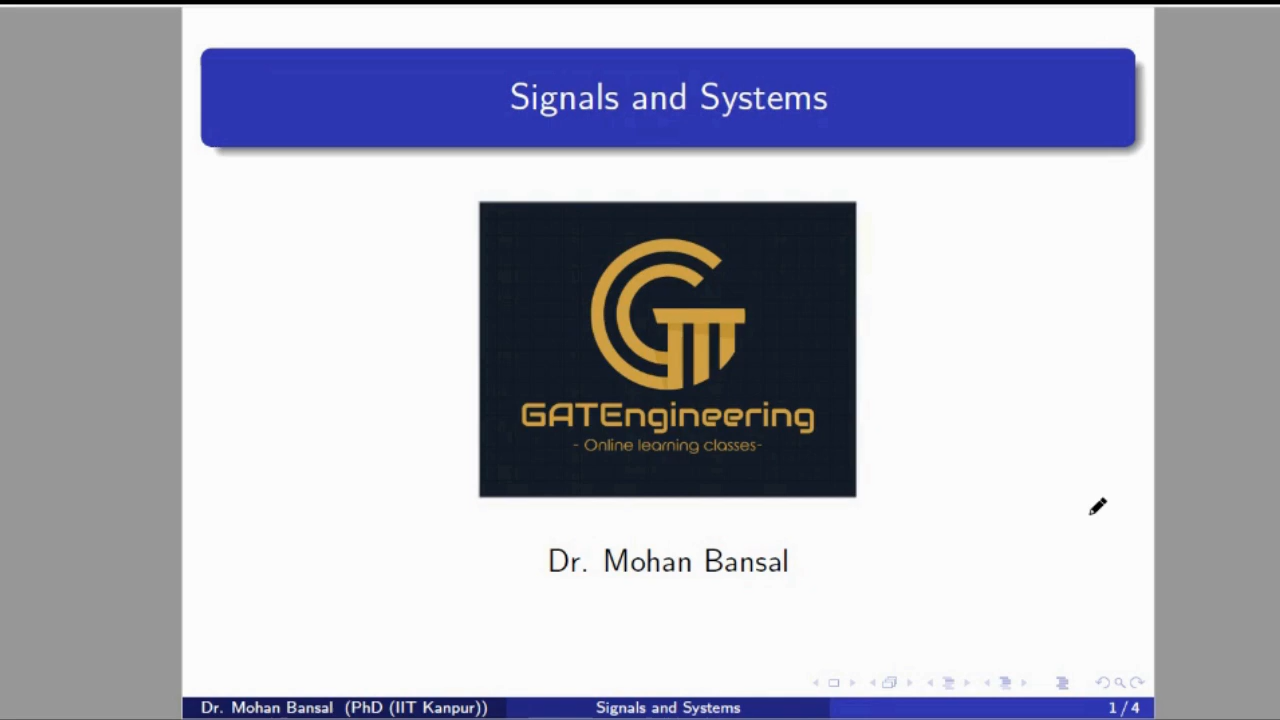 Signals and Systems
GATEngineering
- Online learning classes-
Dr. Mohan Bansal
Dr. Mohan Bansal (PhD (IIT Kanpur))
Signals and Systems
1 / 4